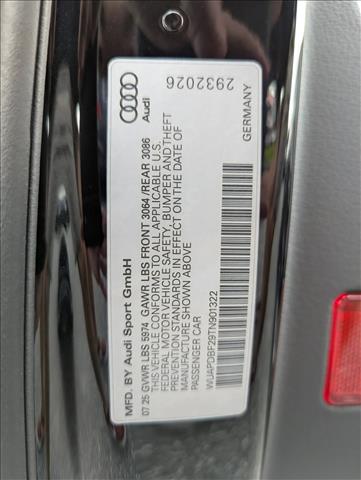 MFD. BY Audi Sport GmbH
07.25 GVWR LBS 5974 GAWR LBS FRONT 3064 /REAR 3086
THIS VEHICLE CONFORMS TO ALL APPLICABLE U.S.
FEDERAL MOTOR VEHICLE SAFETY, BUMPER AND THEFT
PREVENTION STANDARDS IN EFFECT ON THE DATE OF
MANUFACTURE SHOWN ABOVE
PASSENGER CAR
WUAPDBF29TN901322
Audi
GERMANY
2932026